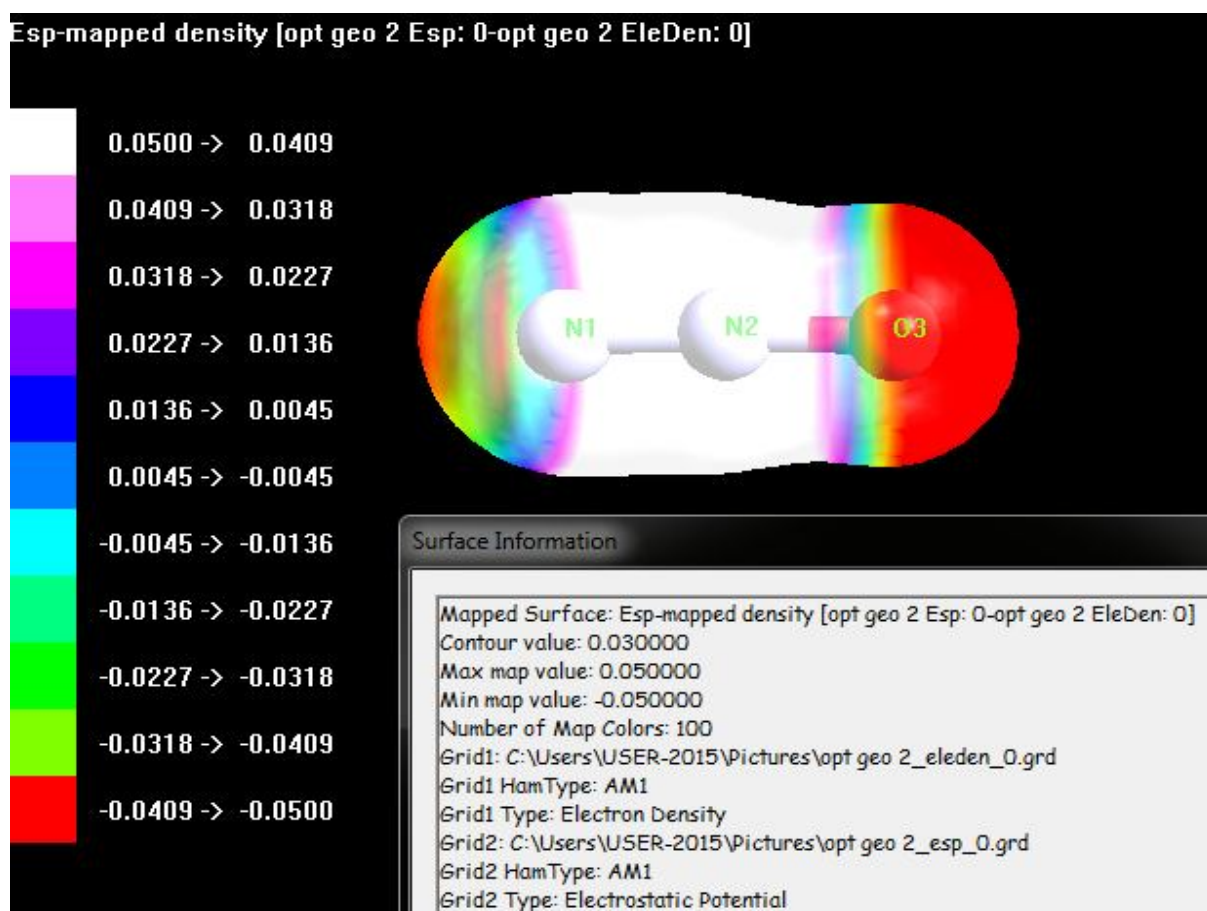 Esp-mapped density [opt geo 2 Esp: 0-opt geo 2 EleDen: 0]
0.0500 -> 0.0409
0.0409 -> 0.0318
0.0318 -> 0.0227
0.0227 -> 0.0136
0.0136 -> 0.0045
0.0045 -> -0.0045
-0.0045 -> -0.0136
-0.0136 -> -0.0227
-0.0227 -> -0.0318
-0.0318 -> -0.0409
-0.0409 -> -0.0500
N1 N2 O3
Surface Information
Mapped Surface: Esp-mapped density [opt geo 2 Esp: 0-opt geo 2 EleDen: 0]
Contour value: 0.030000
Max map value: 0.050000
Min map value: -0.050000
Number of Map Colors: 100
Grid1: C:\Users\USER-2015\Pictures\opt geo 2_eleden_0.grd
Grid1 HamType: AM1
Grid1 Type: Electron Density
Grid2: C:\Users\USER-2015\Pictures\opt geo 2_esp_0.grd
Grid2 HamType: AM1
Grid2 Type: Electrostatic Potential